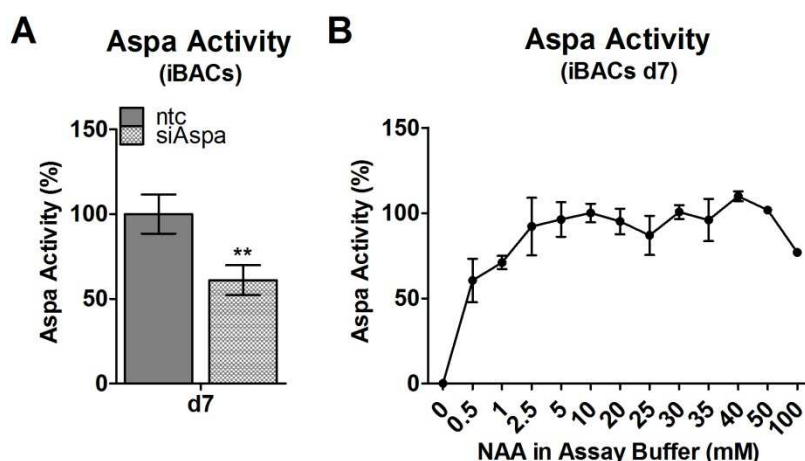 A
Aspa Activity
(iBACs)
ntc
siAspa
Aspa Activity (%)
150
100
50
0
**
d7
B
Aspa Activity
(iBACs d7)
Aspa Activity (%)
150
100
50
0
0
0.5
1
2.5
5
10
20
25
30
35
40
50
100
NAA in Assay Buffer (mM)